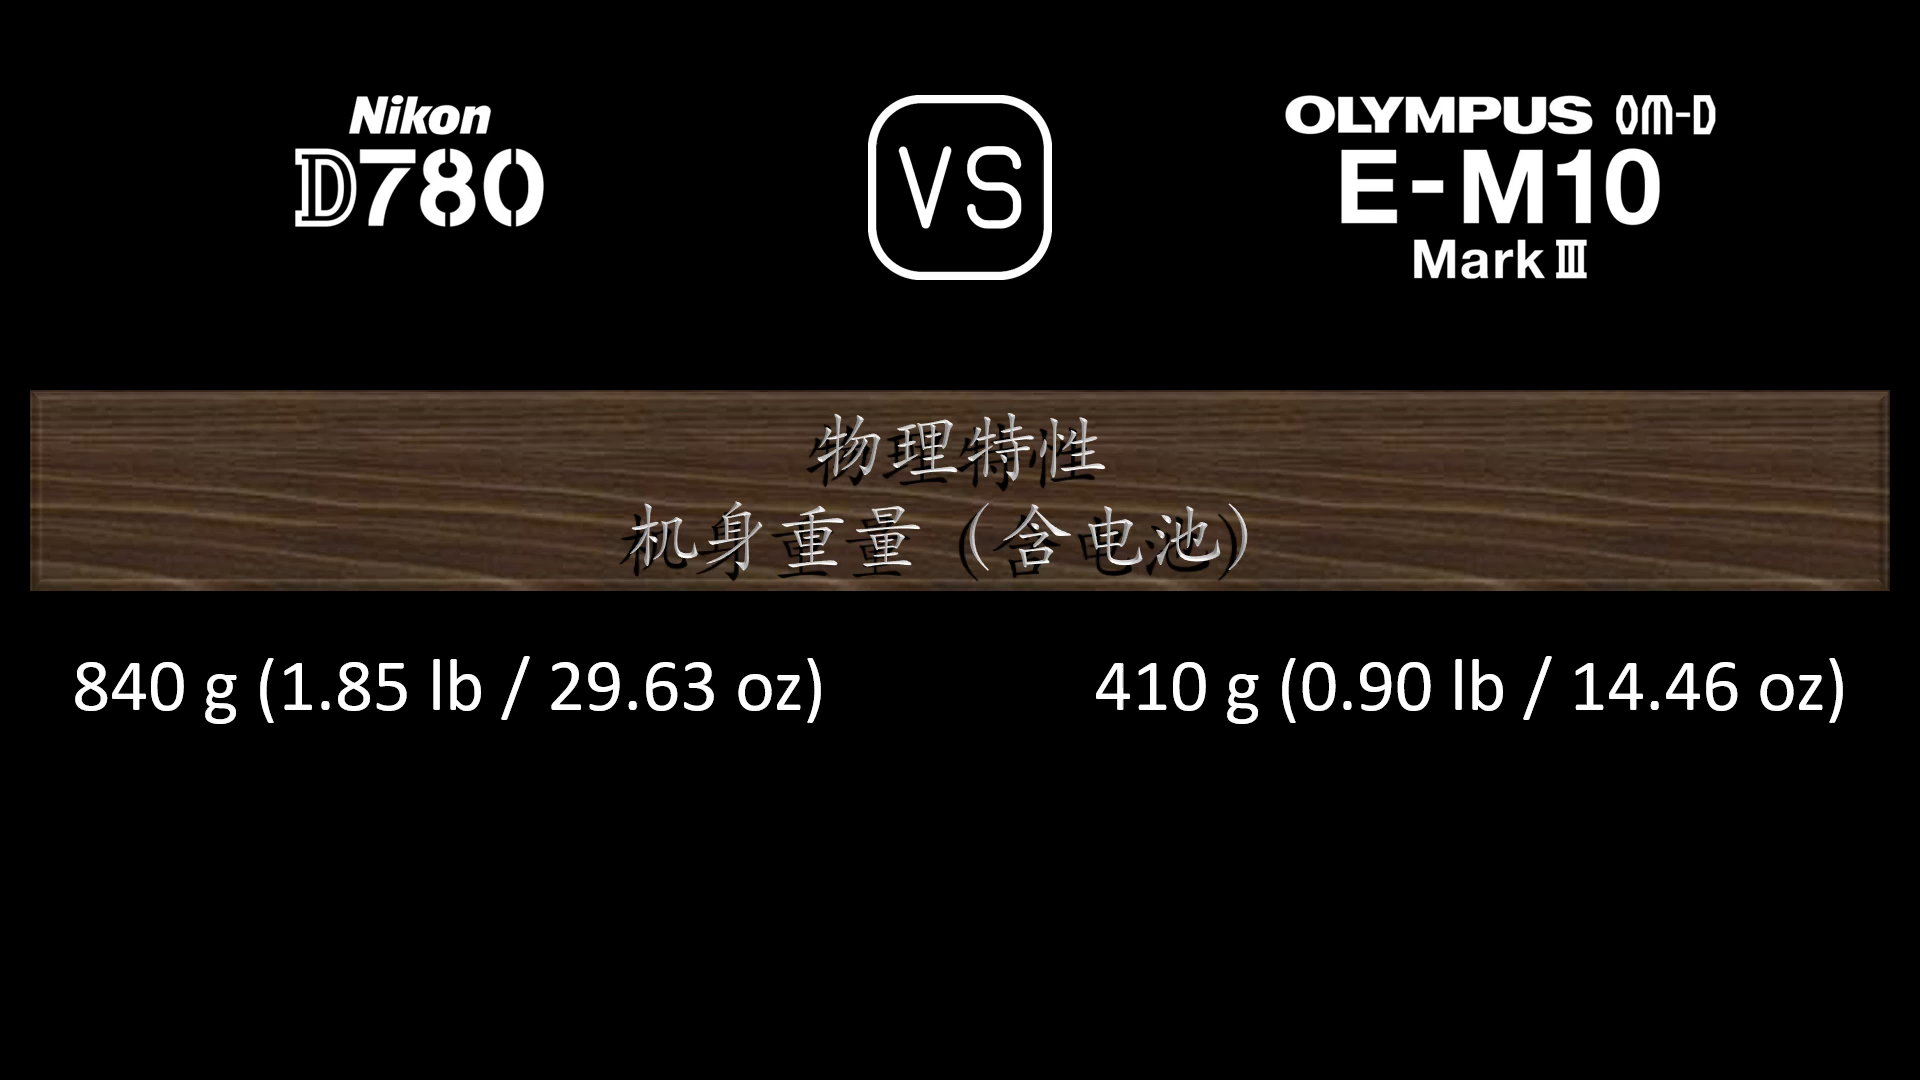 Nikon
D780
VS
OLYMPUS OM-D
E-M10
Mark III
物理特性
机身重量（含电池）
840 g (1.85 lb / 29.63 oz)
410 g (0.90 lb / 14.46 oz)